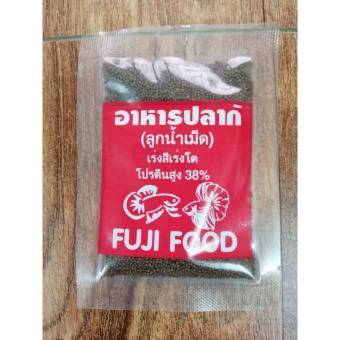 อาหารปลากัด
(ลูกน้ำเม็ด)
เร่งสีเร่งโต
โปรตีนสูง 38%
FUJI FOOD